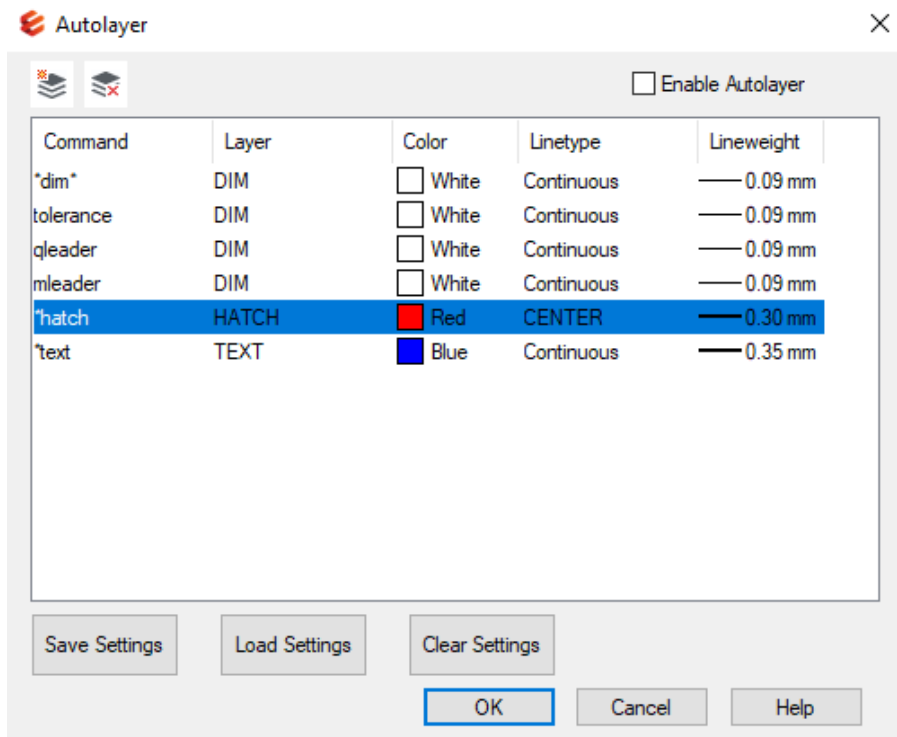 Autolayer
Enable Autolayer
Command Layer Color Linetype Lineweight
*dim* DIM White Continuous 0.09 mm
tolerance DIM White Continuous 0.09 mm
qleader DIM White Continuous 0.09 mm
mleader DIM White Continuous 0.09 mm
*hatch HATCH Red CENTER 0.30 mm
*text TEXT Blue Continuous 0.35 mm
Save Settings Load Settings Clear Settings
OK Cancel Help